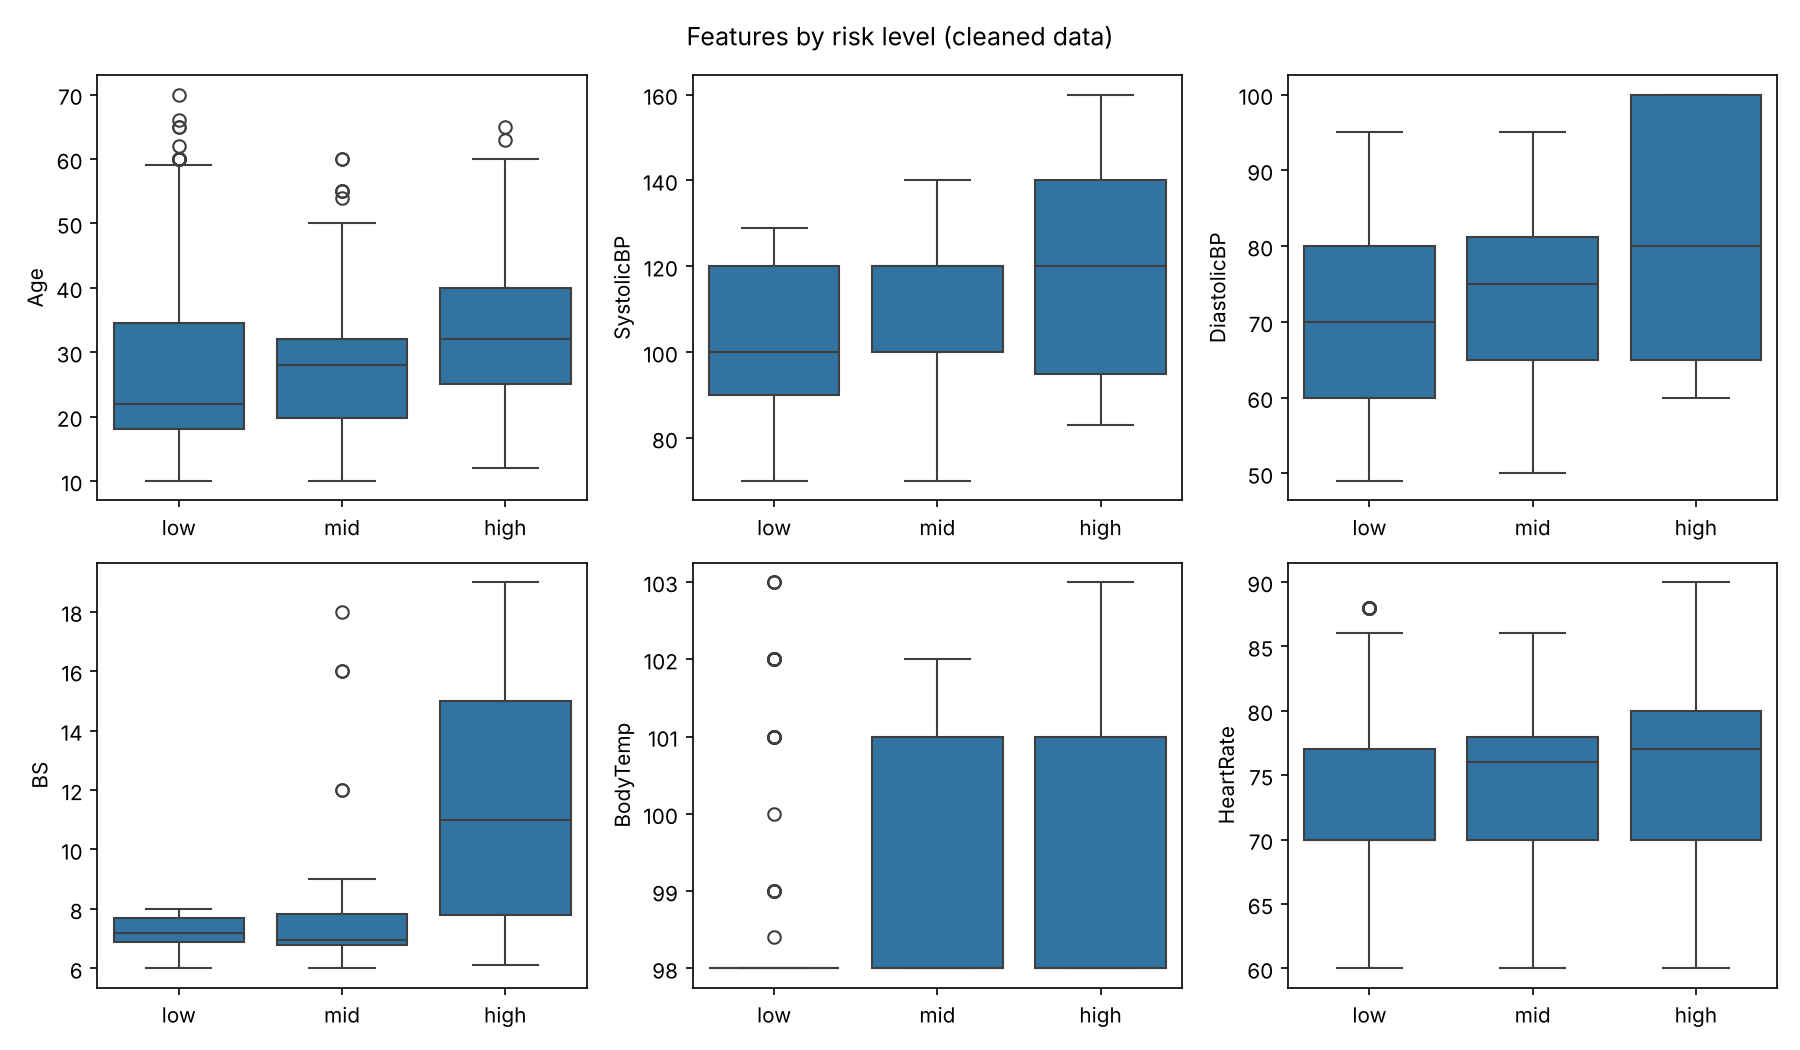 Features by risk level (cleaned data)
Age
70
60
50
40
30
20
10
low mid high
SystolicBP
160
140
120
100
80
low mid high
DiastolicBP
100
90
80
70
60
50
low mid high
BS
18
16
14
12
10
8
6
low mid high
BodyTemp
103
102
101
100
99
98
low mid high
HeartRate
90
85
80
75
70
65
60
low mid high